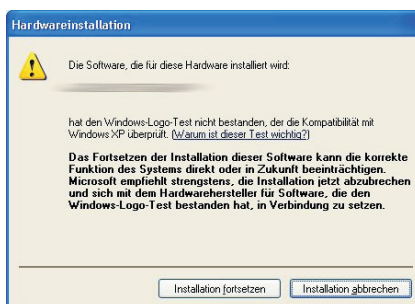 Hardwareinstallation
Die Software, die für diese Hardware installiert wird:
hat den Windows-Logo-Test nicht bestanden, der die Kompatibilität mit
Windows XP überprüft. (Warum ist dieser Test wichtig?)
Das Fortsetzen der Installation dieser Software kann die korrekte
Funktion des Systems direkt oder in Zukunft beeinträchtigen.
Microsoft empfiehlt strengstens, die Installation jetzt abzubrechen
und sich mit dem Hardwarehersteller für Software, die den
Windows-Logo-Test bestanden hat, in Verbindung zu setzen.
Installation fortsetzen
Installation abbrechen